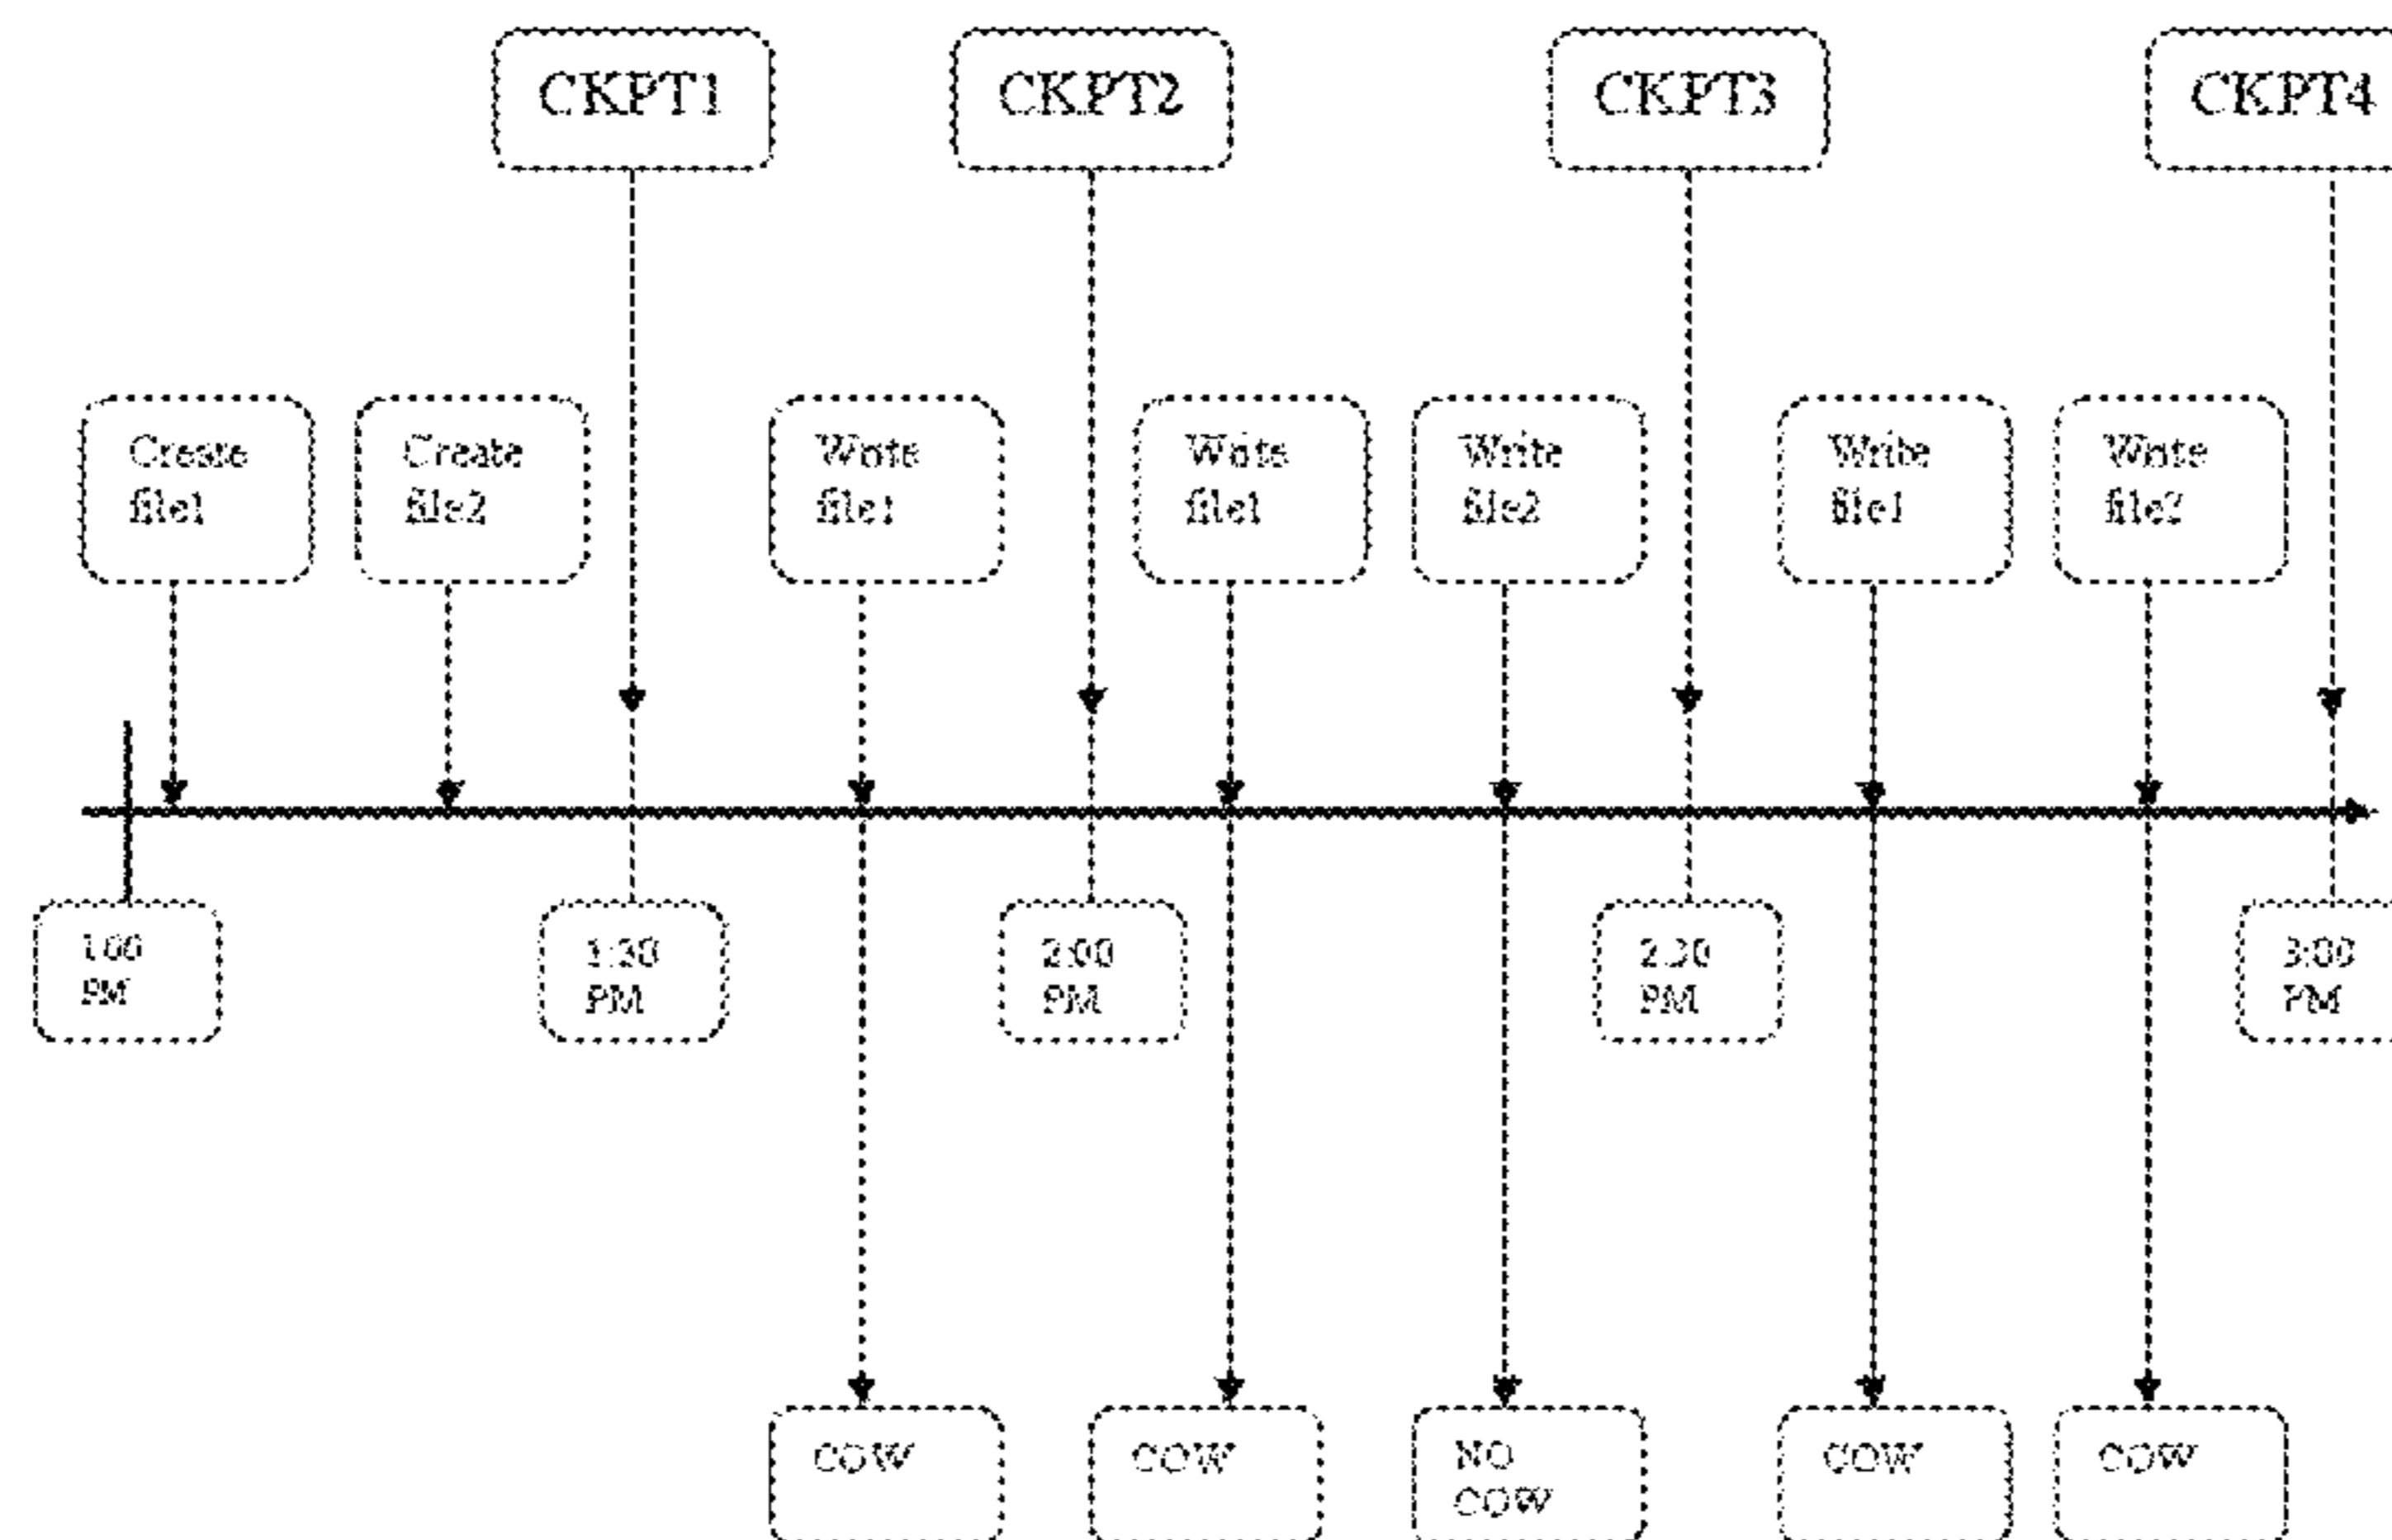 CKPT1
CKPT2
CKPT3
CKPT4
Create
file1
Create
file2
Write
file1
Write
file1
Write
file2
Write
file1
Write
file2
1:00
PM
1:30
PM
2:00
PM
2:30
PM
3:00
PM
COW
COW
NO
COW
COW
COW